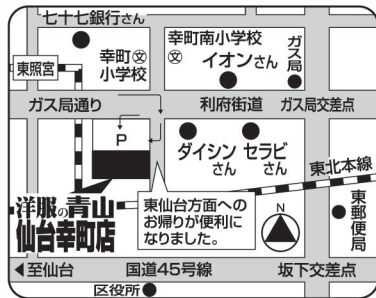 七十七銀行さん
幸町㊛
小学校
幸町南小学校
㊛
イオンさん
ガス局
東照宮
ガス局通り
利府街道
ガス局交差点
P
ダイシンさん
セラビさん
東北本線
洋服の青山
仙台幸町店
東仙台方面への
お帰りが便利に
なりました。
N
東郵便局
◀至仙台
国道45号線
坂下交差点
区役所